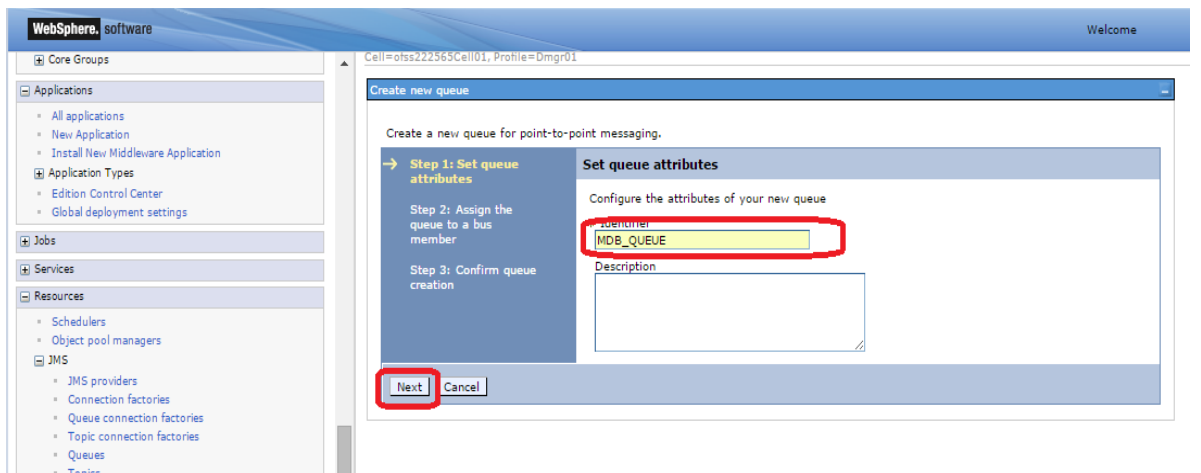 WebSphere. software
Welcome
Core Groups
Cell=ofss222565Cell01, Profile=Dmgr01
Applications
All applications
New Application
Install New Middleware Application
Application Types
Edition Control Center
Global deployment settings
Jobs
Services
Resources
Schedulers
Object pool managers
JMS
JMS providers
Connection factories
Queue connection factories
Topic connection factories
Queues
Topics
Create new queue
Create a new queue for point-to-point messaging.
Step 1: Set queue
attributes
Step 2: Assign the
queue to a bus
member
Step 3: Confirm queue
creation
Set queue attributes
Configure the attributes of your new queue
Identifier
MDB_QUEUE
Description
Next
Cancel